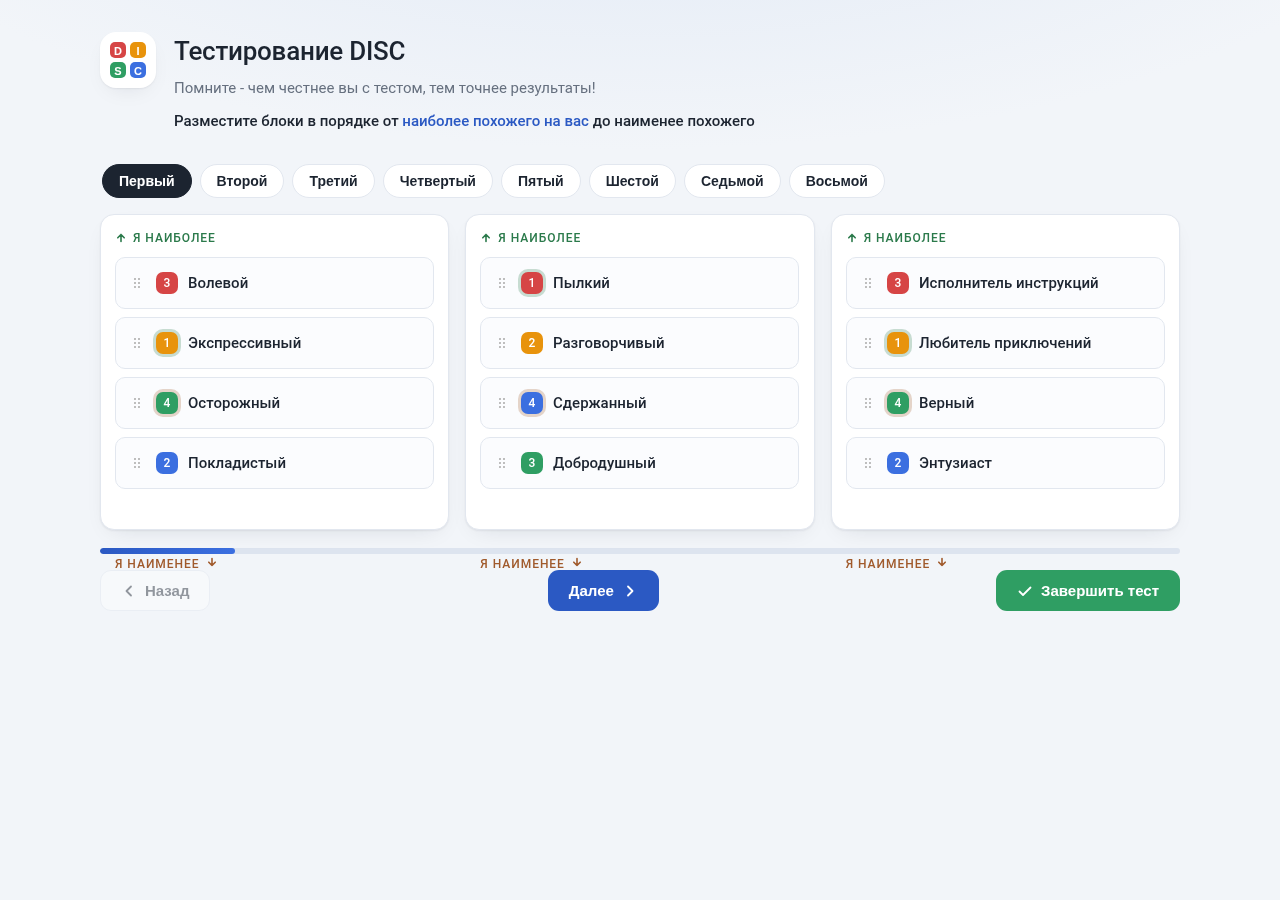 D I
S C
Тестирование DISC
Помните - чем честнее вы с тестом, тем точнее результаты!
Разместите блоки в порядке от наиболее похожего на вас до наименее похожего
Первый Второй Третий Четвертый Пятый Шестой Седьмой Восьмой
Я НАИБОЛЕЕ
3 Волевой
1 Экспрессивный
4 Осторожный
2 Покладистый
Я НАИМЕНЕЕ
Я НАИБОЛЕЕ
1 Пылкий
2 Разговорчивый
4 Сдержанный
3 Добродушный
Я НАИМЕНЕЕ
Я НАИБОЛЕЕ
3 Исполнитель инструкций
1 Любитель приключений
4 Верный
2 Энтузиаст
Я НАИМЕНЕЕ
Назад
Далее
Завершить тест